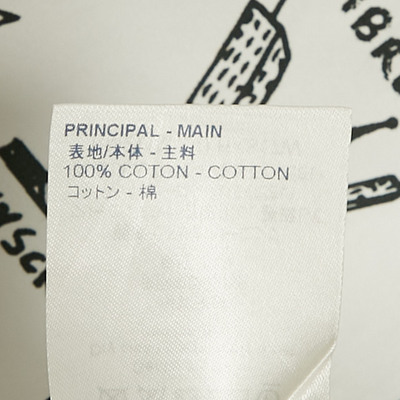 PRINCIPAL - MAIN
表地/本体 - 主料
100% COTON - COTTON
コットン - 棉